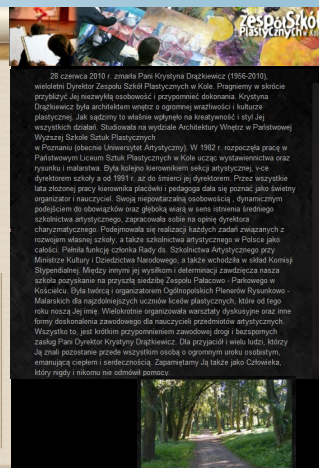 Zespół Szkół
Plastycznych w Kole
28 czerwca 2010 r. zmarła Pani Krystyna Drążkiewicz (1956-2010),
wieloletni Dyrektor Zespołu Szkół Plastycznych w Kole. Pragniemy w skrócie
przybliżyć Jej niezwykłą osobowość i przypomnieć dokonania. Krystyna
Drążkiewicz była architektem wnętrz o ogromnej wrażliwości i kulturze
plastycznej. Jak sądzimy to właśnie wpłynęło na kreatywność i styl Jej
wszystkich działań. Studiowała na wydziale Architektury Wnętrz w Państwowej
Wyższej Szkole Sztuk Plastycznych
w Poznaniu (obecnie Uniwersytet Artystyczny). W 1982 r. rozpoczęła pracę w
Państwowym Liceum Sztuk Plastycznych w Kole ucząc wystawiennictwa oraz
rysunku i malarstwa. Była kolejno kierownikiem sekcji artystycznej, v-ce
dyrektorem szkoły a od 1991 r. aż do śmierci jej dyrektorem. Przez wszystkie
lata złożonej pracy kierownika placówki i pedagoga dała się poznać jako świetny
organizator i nauczyciel. Swoją niepowtarzalną osobowością , dynamicznym
podejściem do obowiązków oraz głęboką wiarą w sens istnienia średniego
szkolnictwa artystycznego, zapracowała sobie na opinię dyrektora
charyzmatycznego. Podejmowała się realizacji każdych zadań związanych z
rozwojem własnej szkoły, a także szkolnictwa artystycznego w Polsce jako
całości. Pełniła funkcję członka Rady ds. Szkolnictwa Artystycznego przy
Ministrze Kultury i Dziedzictwa Narodowego, a także wchodziła w skład Komisji
Stypendialnej. Między innymi jej wysiłkom i determinacji zawdzięcza nasza
szkoła pozyskanie na przyszłą siedzibę Zespołu Pałacowo - Parkowego w
Kościelcu. Była twórcą i organizatorem Ogólnopolskich Plenerów Rysunkowo -
Malarskich dla najzdolniejszych uczniów liceów plastycznych, które od tego
roku noszą Jej imię. Wielokrotnie organizowała warsztaty dyskusyjne oraz inne
formy doskonalenia zawodowego dla nauczycieli przedmiotów artystycznych.
Wszystko to, jest krótkim przypomnieniem zawodowej drogi i bezspornych
zasług Pani Dyrektor Krystyny Drążkiewicz. Dla przyjaciół i wielu ludzi, którzy
Ją znali pozostanie przede wszystkim osobą o ogromnym uroku osobistym,
emanującą ciepłem i serdecznością. Zapamiętamy Ją także jako Człowieka,
który nigdy i nikomu nie odmówił pomocy.